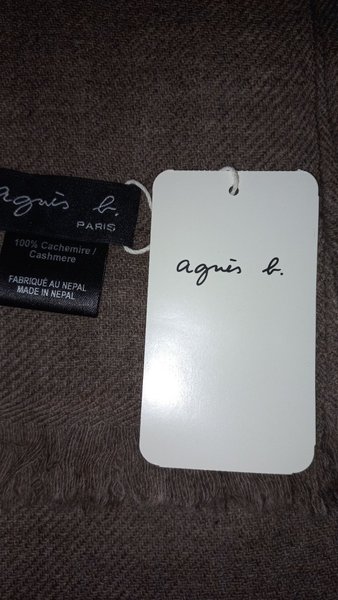 agnès b.
PARIS
100% Cachemire /
Cashmere
FABRIQUÉ AU NEPAL
MADE IN NEPAL
agnès b.